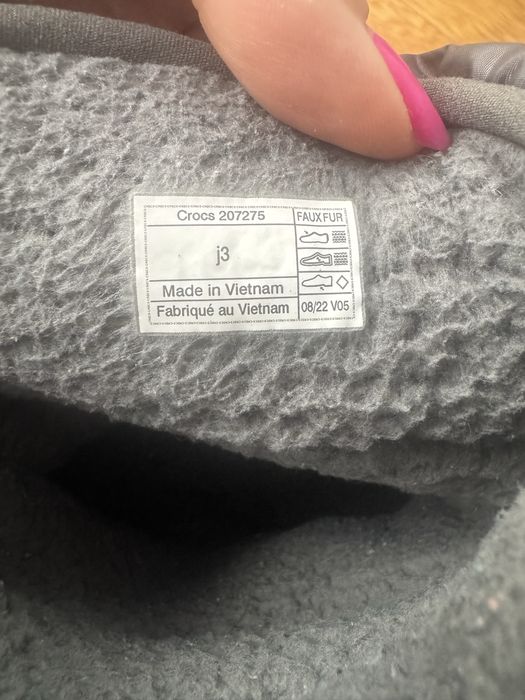 Crocs 207275
FAUX FUR
j3
Made in Vietnam
Fabriqué au Vietnam
08/22 V05